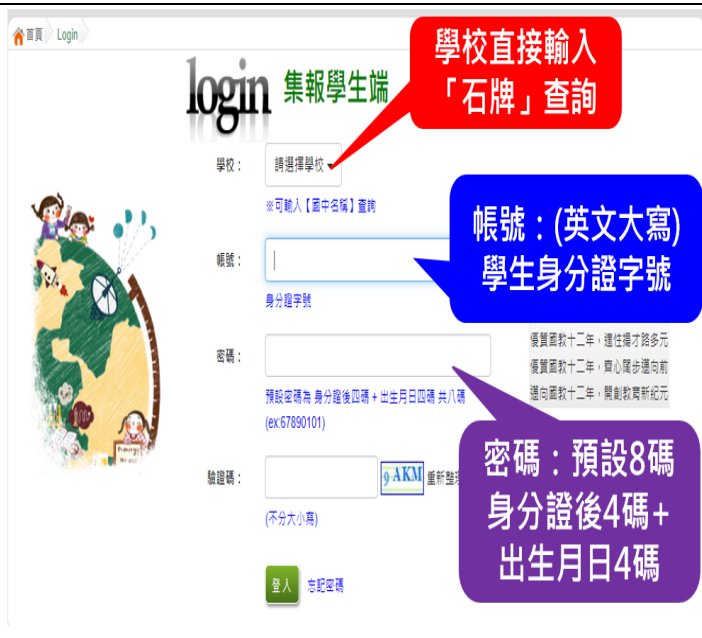 首頁 Login
login 集報學生端
學校直接輸入
「石牌」查詢
學校：
請選擇學校
※可輸入【國中名稱】查詢
帳號：
身分證字號
帳號：(英文大寫)
學生身分證字號
優質國教十二年，適性揚才路多元
優質國教十二年，齊心闊步邁向前
邁向國教十二年，開創教育新紀元
密碼：
預設密碼為 身分證後四碼 + 出生月日四碼 共八碼
(ex:67890101)
密碼：預設8碼
身分證後4碼+
出生月日4碼
驗證碼：
9 AKM 重新整理
(不分大小寫)
登入 忘記密碼